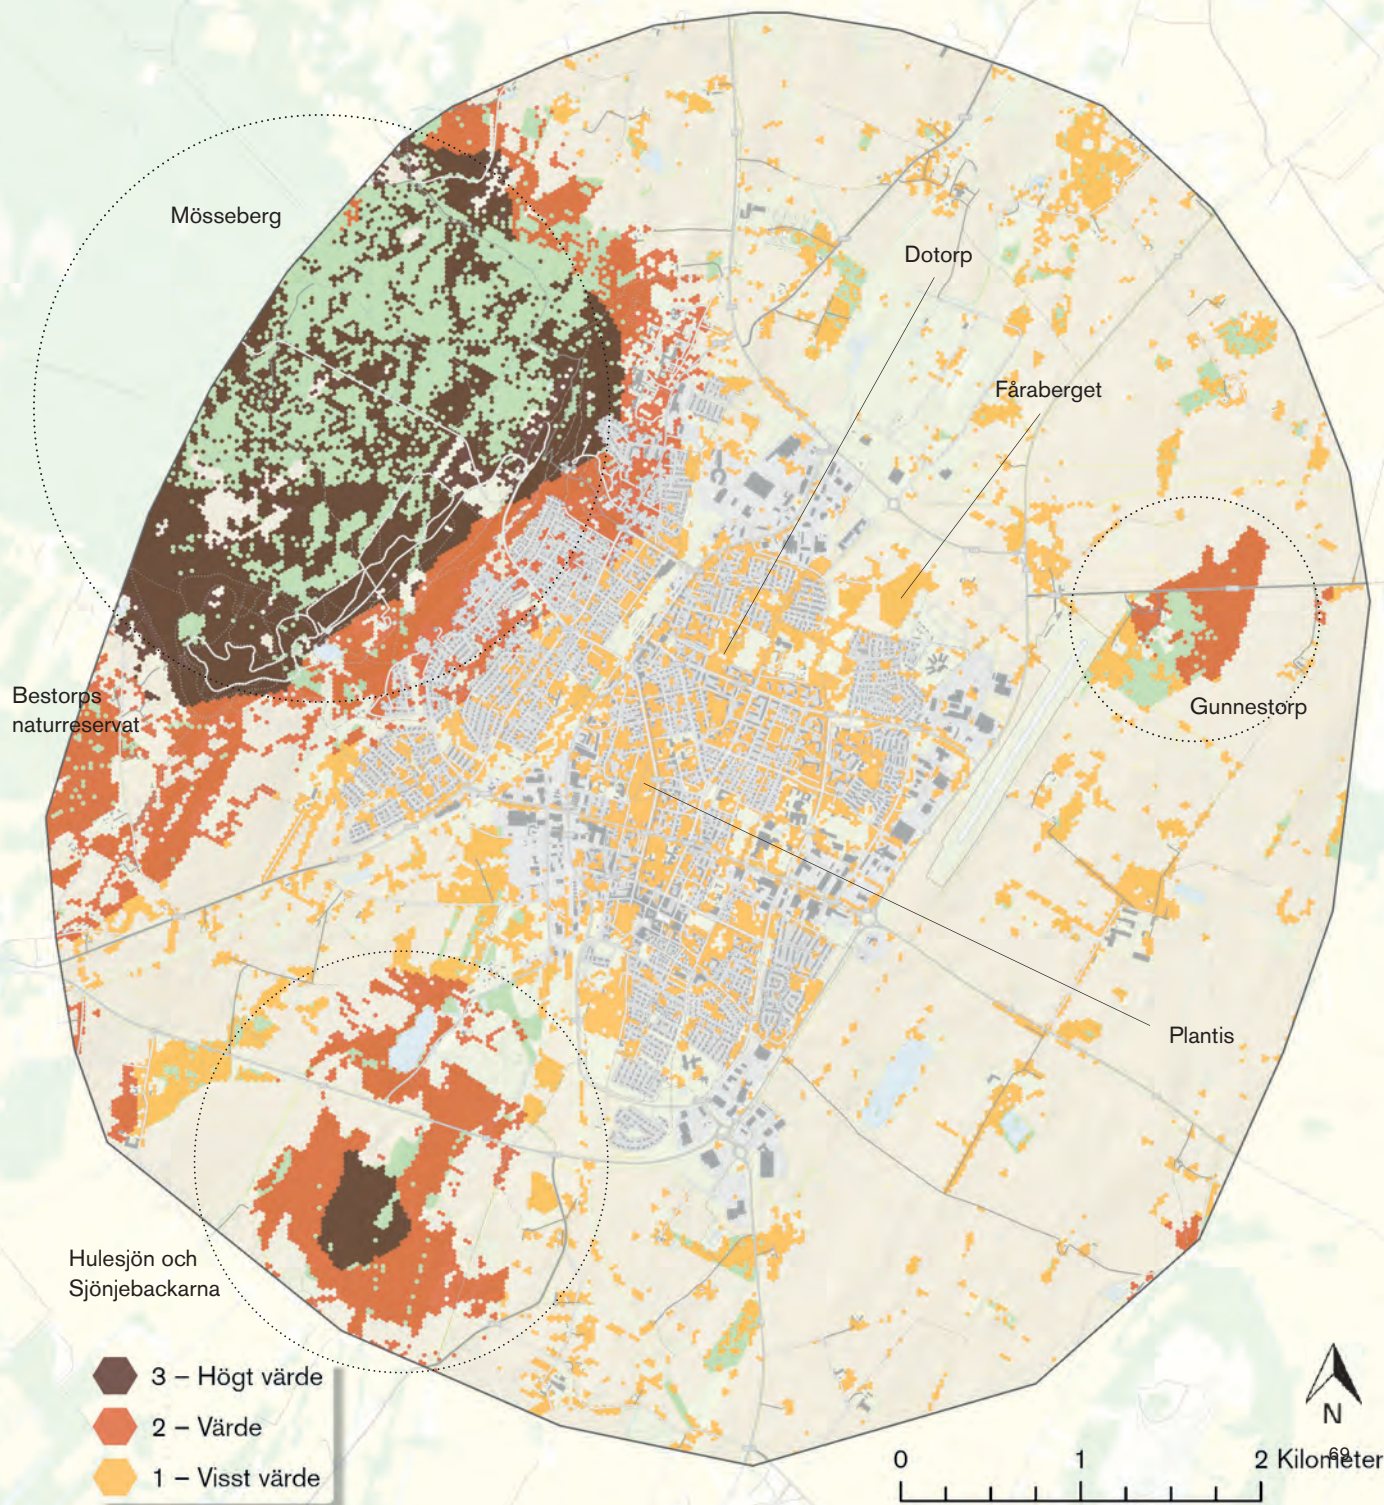 Mösseberg
Dotorp
Fåraberget
Bestorps
naturreservat
Gunnestorp
Plantis
Hulesjön och
Sjönjebackarna
3 – Högt värde
2 – Värde
1 – Visst värde
N
0 1 2 Kilometer
69